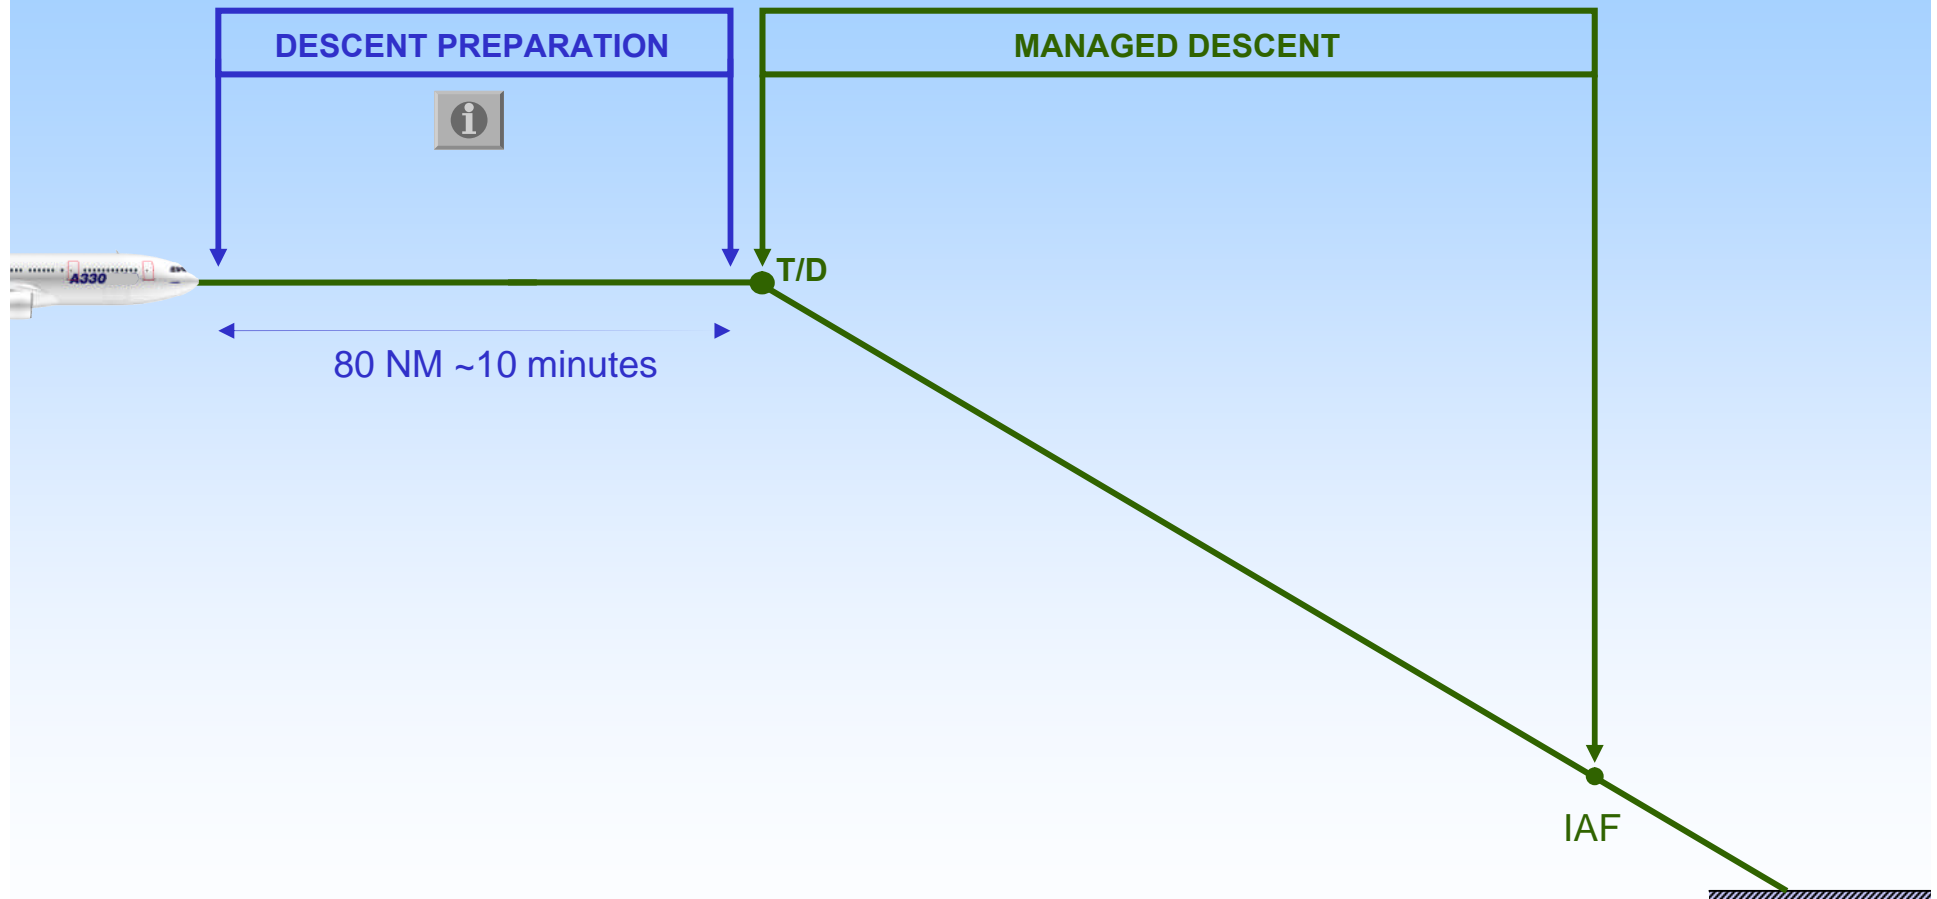 DESCENT PREPARATION
MANAGED DESCENT
i
A330
T/D
80 NM ~10 minutes
IAF